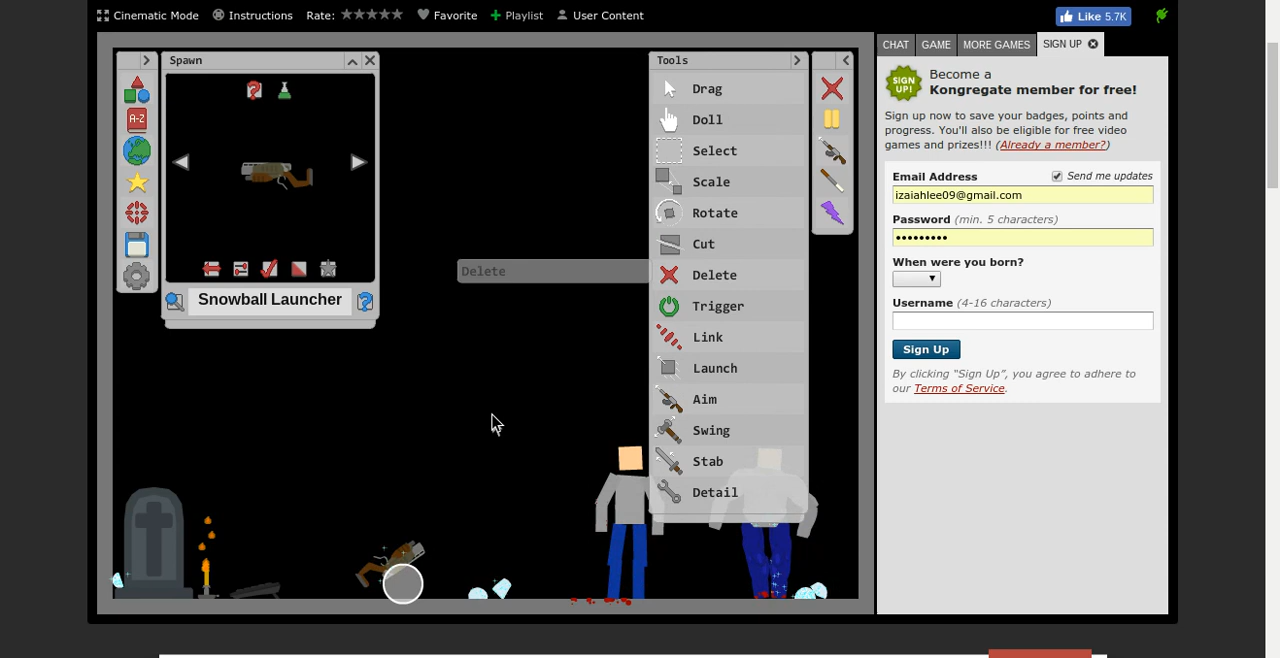 Cinematic Mode Instructions Rate: Favorite Playlist User Content Like 5.7K
CHAT GAME MORE GAMES SIGN UP
Spawn
A-Z
Snowball Launcher
Delete
Tools
Drag
Doll
Select
Scale
Rotate
Cut
Delete
Trigger
Link
Launch
Aim
Swing
Stab
Detail
SIGN UP!
Become a
Kongregate member for free!
Sign up now to save your badges, points and
progress. You'll also be eligible for free video
games and prizes!!! (Already a member?)
Email Address Send me updates
izaiahlee09@gmail.com
Password (min. 5 characters)
•••••••••
When were you born?
Username (4-16 characters)
Sign Up
By clicking “Sign Up”, you agree to adhere to
our Terms of Service.